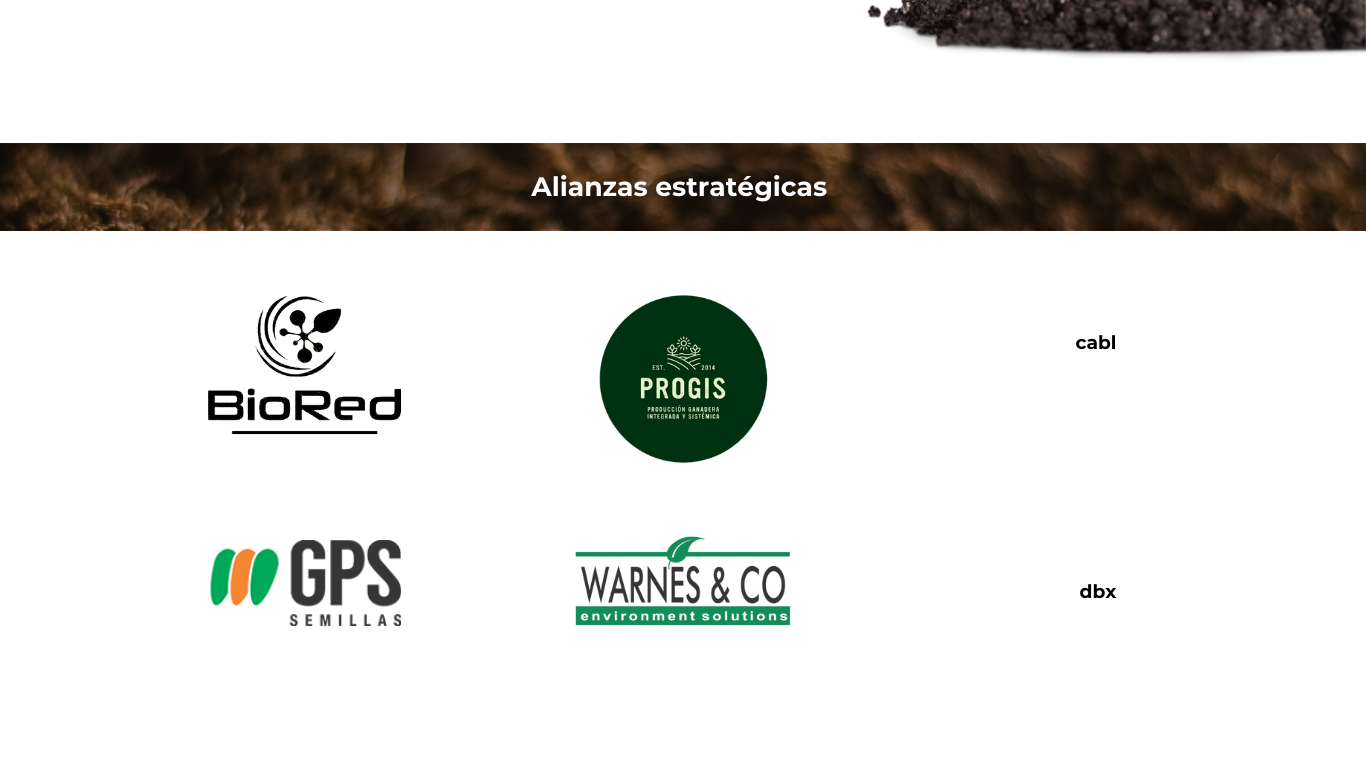 Alianzas estratégicas
BioRed
EST. 2014
PROGIS
PRODUCCIÓN GANADERA
INTEGRADA Y SISTÉMICA
cabl
GPS
SEMILLAS
WARNES & CO
environment solutions
dbx